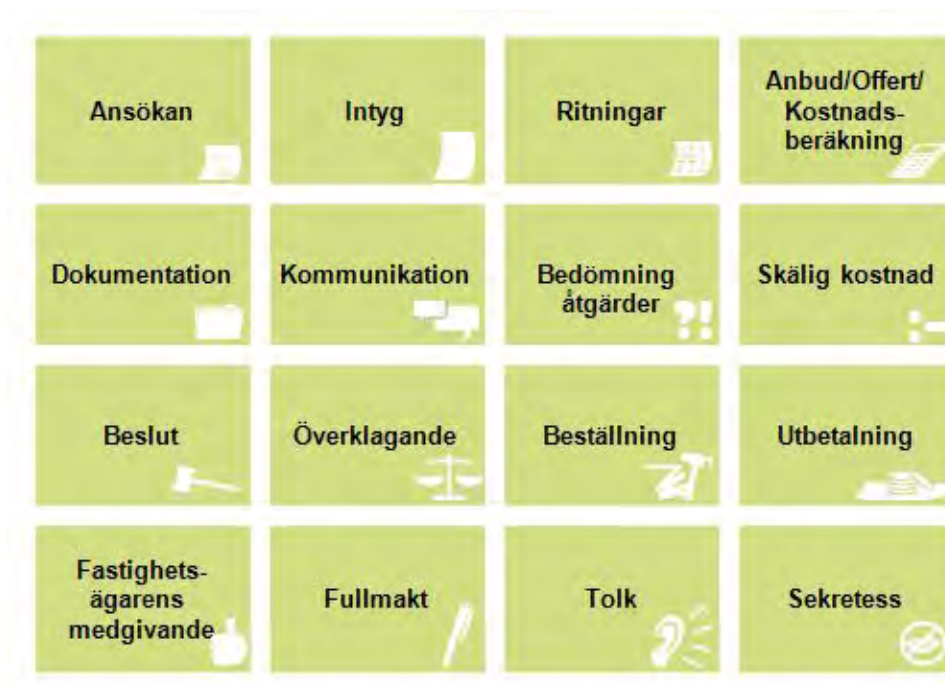 Ansökan
Intyg
Ritningar
Anbud/Offert/
Kostnads-
beräkning
Dokumentation
Kommunikation
Bedömning
åtgärder
?!
Skälig kostnad
Beslut
Överklagande
Beställning
Utbetalning
Fastighets-
ägarens
medgivande
Fullmakt
Tolk
Sekretess